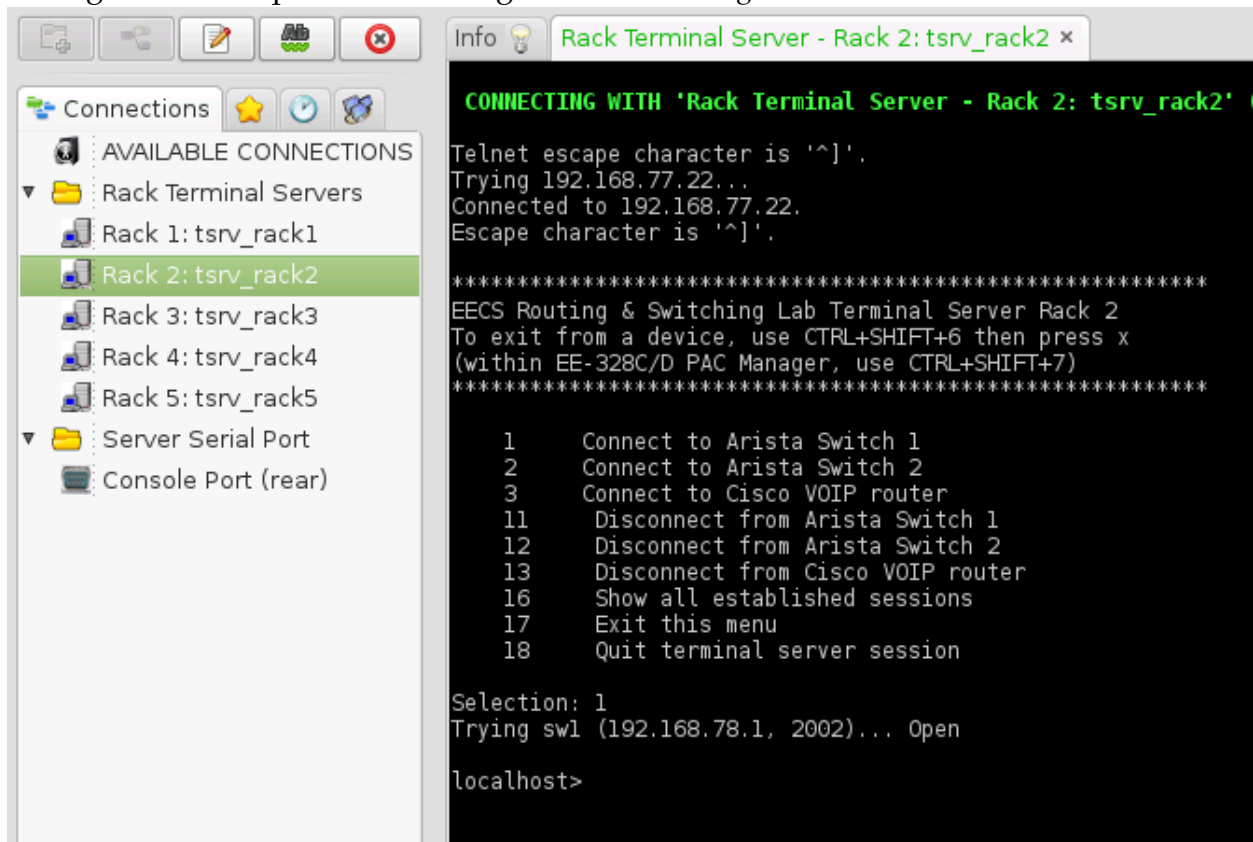 Info
Rack Terminal Server - Rack 2: tsrv_rack2 ×
Connections
AVAILABLE CONNECTIONS
Rack Terminal Servers
Rack 1: tsrv_rack1
Rack 2: tsrv_rack2
Rack 3: tsrv_rack3
Rack 4: tsrv_rack4
Rack 5: tsrv_rack5
Server Serial Port
Console Port (rear)
CONNECTING WITH 'Rack Terminal Server - Rack 2: tsrv_rack2' (
Telnet escape character is '^]'.
Trying 192.168.77.22...
Connected to 192.168.77.22.
Escape character is '^]'.
************************************************************
EECS Routing & Switching Lab Terminal Server Rack 2
To exit from a device, use CTRL+SHIFT+6 then press x
(within EE-328C/D PAC Manager, use CTRL+SHIFT+7)
************************************************************
1 Connect to Arista Switch 1
2 Connect to Arista Switch 2
3 Connect to Cisco VOIP router
11 Disconnect from Arista Switch 1
12 Disconnect from Arista Switch 2
13 Disconnect from Cisco VOIP router
16 Show all established sessions
17 Exit this menu
18 Quit terminal server session
Selection: 1
Trying sw1 (192.168.78.1, 2002)... Open
localhost>